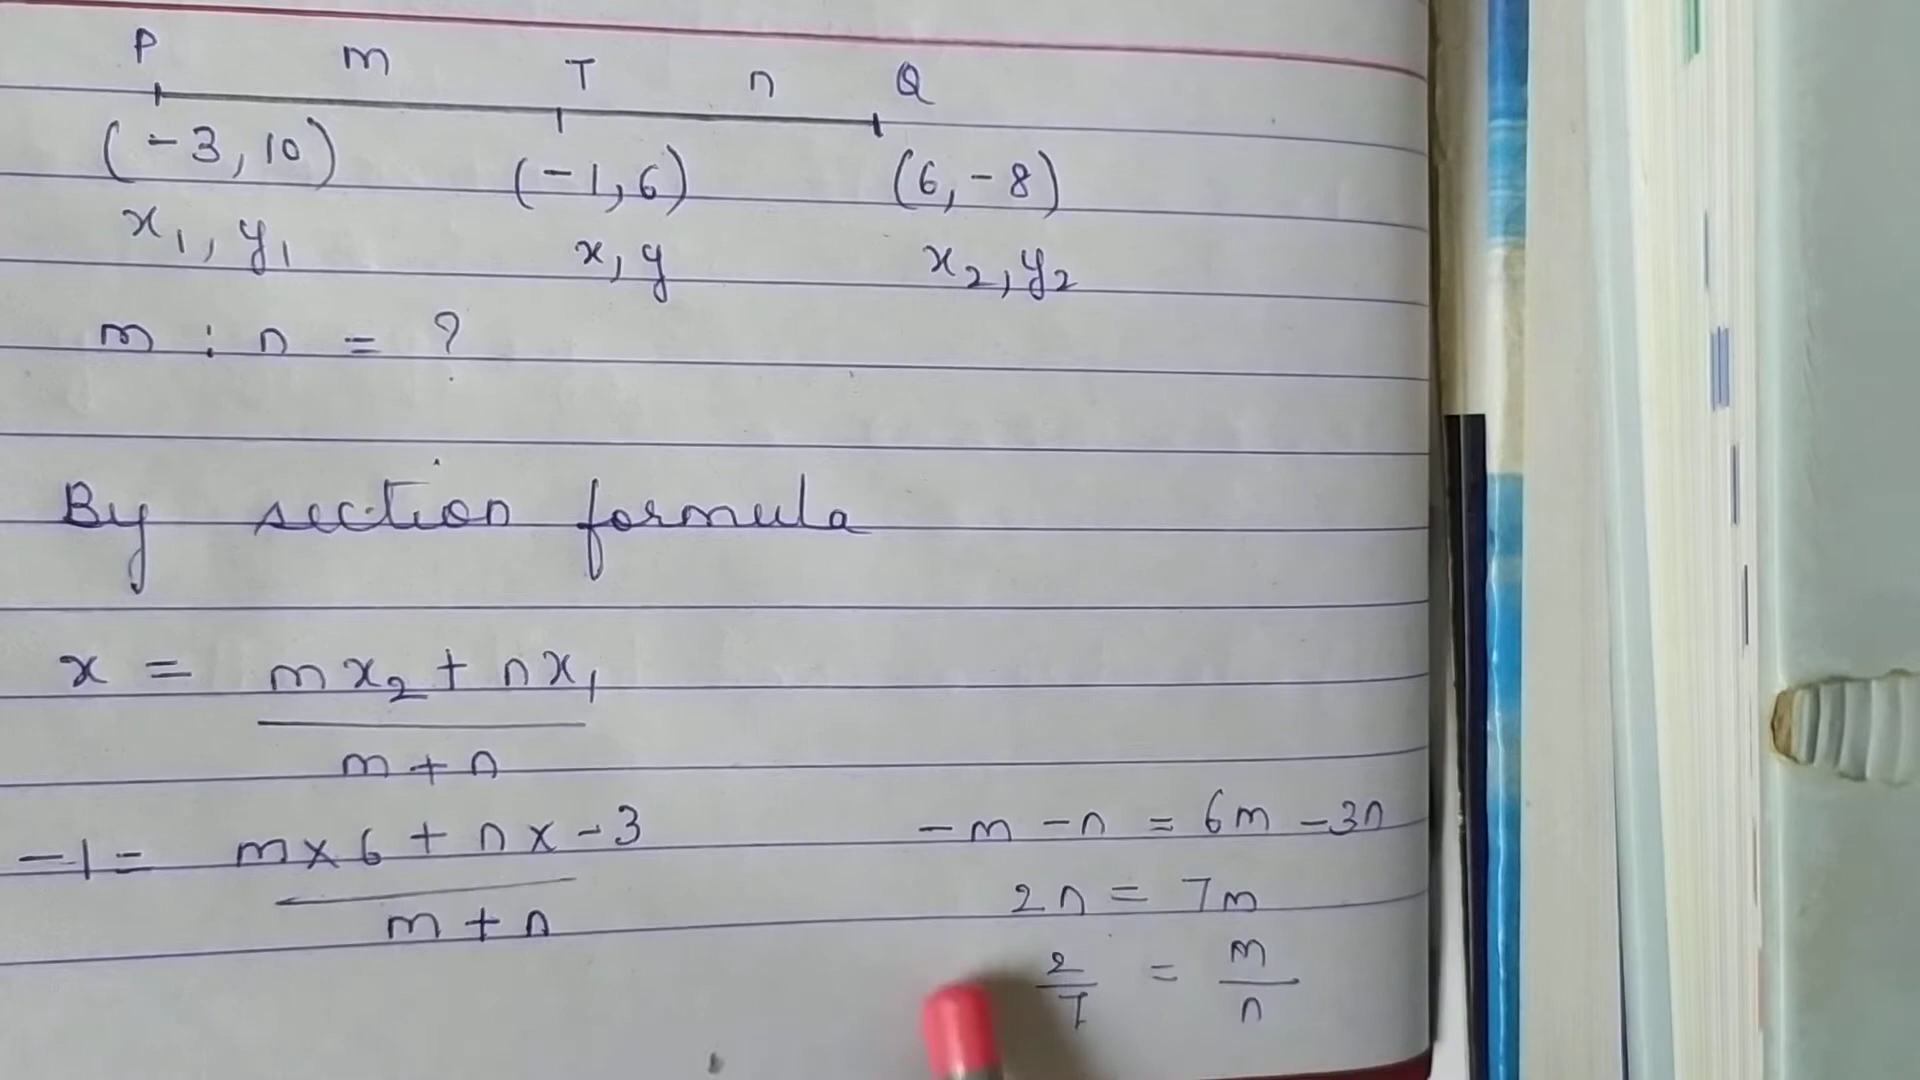 P m T n Q
(-3, 10) (-1, 6) (6, -8)
x₁, y₁ x, y x₂, y₂
m : n = ?
By section formula
x = mx₂ + nx₁
m + n
-1 = m×6 + n×-3
m + n
-m -n = 6m -3n
2n = 7m
2/7 = m/n